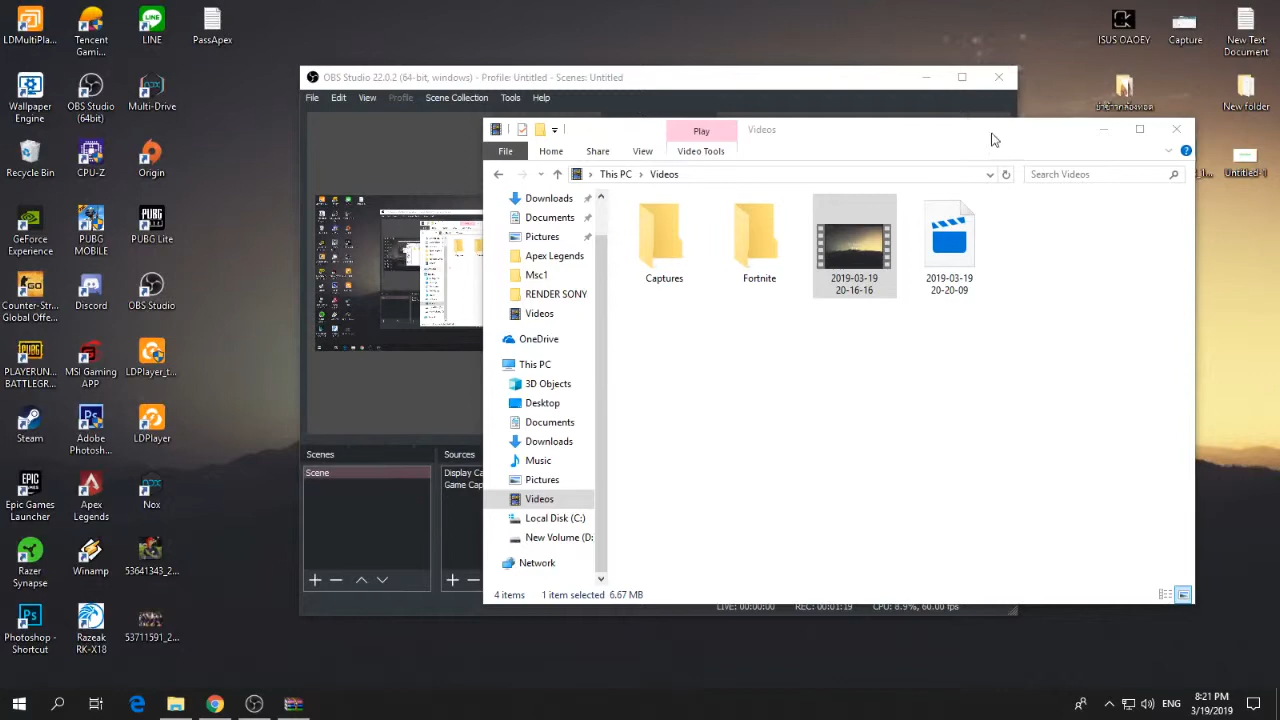 LDMultiPla...
Tencent
Gami...
LINE
PassApex
ISUS OAOEY
Capture
New Text
Document
Wallpaper
Engine
OBS Studio
(64bit)
Multi-Drive
New folder
Recycle Bin
CPU-Z
Origin
GeForce
Experience
PUBG
MOBILE
PUBG Lite
Counter-Str...
Global Offe...
Discord
OBS Studio
PLAYERUN...
BATTLEGR...
MSI Gaming
APP
LDPlayer_t...
Steam
Adobe
Photosh...
LDPlayer
Epic Games
Launcher
Apex
Legends
Nox
Razer
Synapse
Winamp
53641343_2...
Photoshop -
Shortcut
Razeak
RK-X18
53711591_2...
OBS Studio 22.0.2 (64-bit, windows) - Profile: Untitled - Scenes: Untitled
File Edit View Profile Scene Collection Tools Help
Scenes
Sources
Scene
Display Ca
Game Cap
LIVE: 00:00:00 REC: 00:01:19 CPU: 8.9%, 60.00 fps
Play
Videos
File Home Share View Video Tools
This PC > Videos
Search Videos
Downloads
Documents
Pictures
Apex Legends
Msc1
RENDER SONY
Videos
OneDrive
This PC
3D Objects
Desktop
Documents
Downloads
Music
Pictures
Videos
Local Disk (C:)
New Volume (D:
Network
Captures
Fortnite
2019-03-19
20-16-16
2019-03-19
20-20-09
4 items 1 item selected 6.67 MB
ENG
8:21 PM
3/19/2019